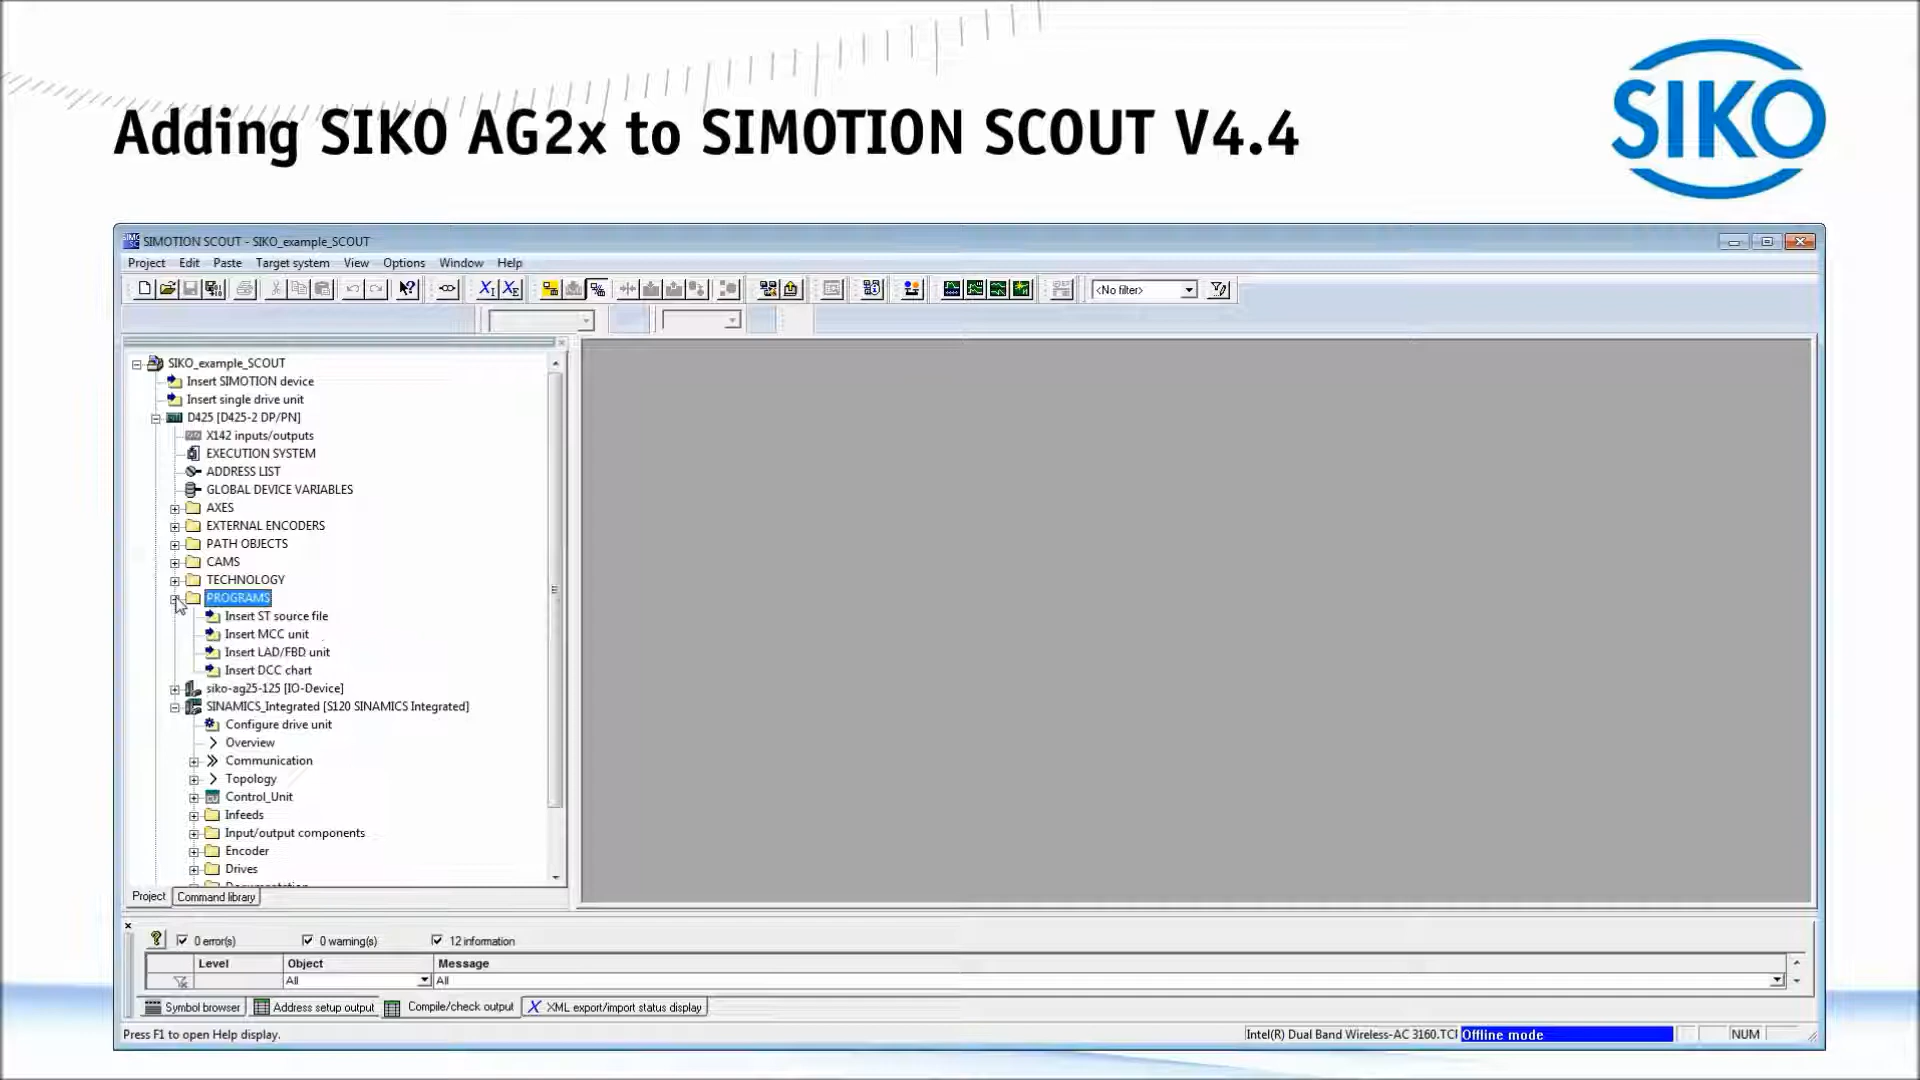 Adding SIKO AG2x to SIMOTION SCOUT V4.4
SIKO
SIMOTION SCOUT - SIKO_example_SCOUT
Project Edit Paste Target system View Options Window Help
<No filter>
SIKO_example_SCOUT
Insert SIMOTION device
Insert single drive unit
D425 [D425-2 DP/PN]
X142 inputs/outputs
EXECUTION SYSTEM
ADDRESS LIST
GLOBAL DEVICE VARIABLES
AXES
EXTERNAL ENCODERS
PATH OBJECTS
CAMS
TECHNOLOGY
PROGRAMS
Insert ST source file
Insert MCC unit
Insert LAD/FBD unit
Insert DCC chart
siko-ag25-125 [IO-Device]
SINAMICS_Integrated [S120 SINAMICS Integrated]
Configure drive unit
Overview
Communication
Topology
Control_Unit
Infeeds
Input/output components
Encoder
Drives
Project Command library
0 error(s) 0 warning(s) 12 information
Level Object Message
All All
Symbol browser Address setup output Compile/check output XML export/import status display
Press F1 to open Help display. Intel(R) Dual Band Wireless-AC 3160.TCI Offline mode NUM